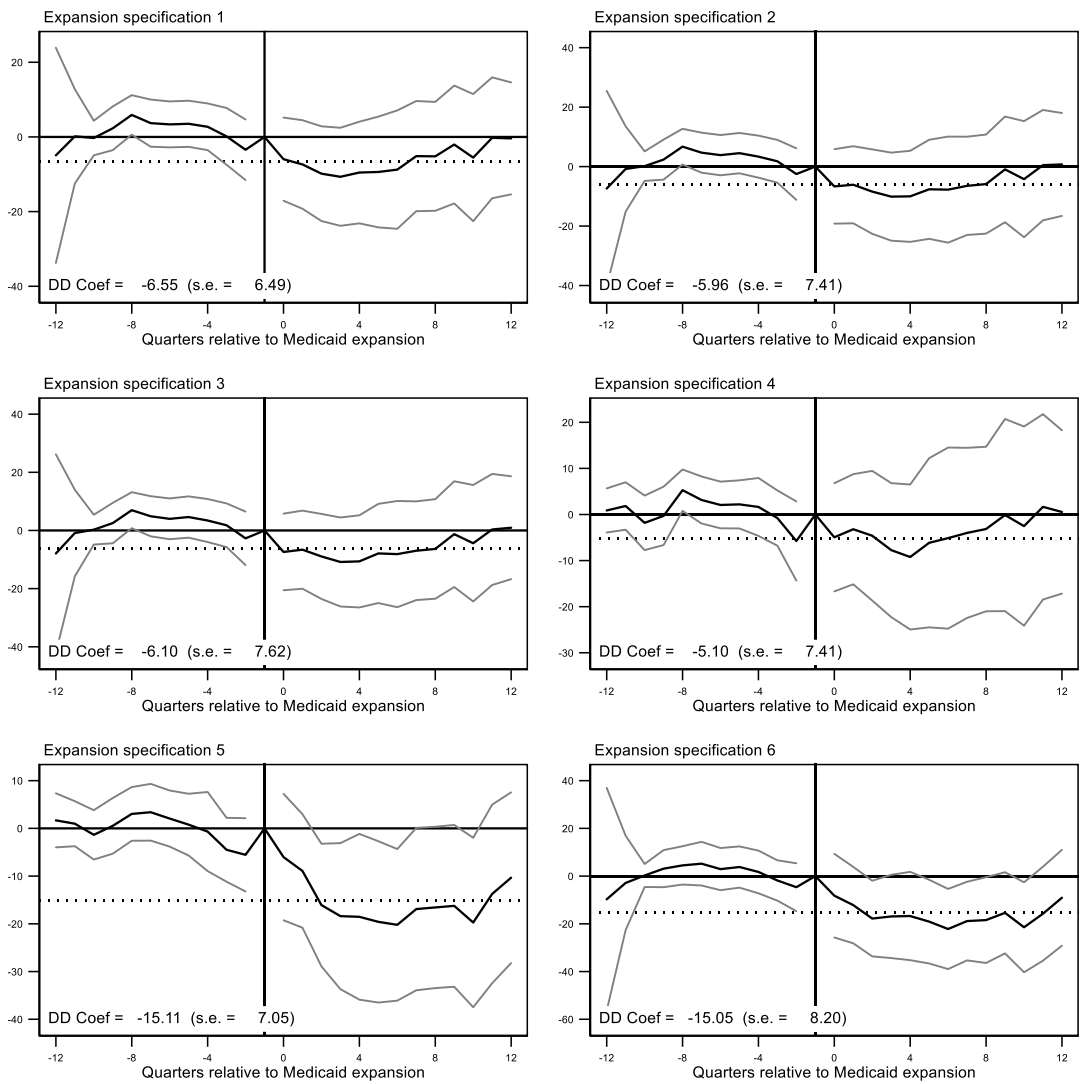 Expansion specification 1
20
0
-20
-40
DD Coef = -6.55 (s.e. = 6.49)
-12 -8 -4 0 4 8 12
Quarters relative to Medicaid expansion
Expansion specification 2
40
20
0
-20
-40
DD Coef = -5.96 (s.e. = 7.41)
-12 -8 -4 0 4 8 12
Quarters relative to Medicaid expansion
Expansion specification 3
40
20
0
-20
-40
DD Coef = -6.10 (s.e. = 7.62)
-12 -8 -4 0 4 8 12
Quarters relative to Medicaid expansion
Expansion specification 4
20
10
0
-10
-20
-30
DD Coef = -5.10 (s.e. = 7.41)
-12 -8 -4 0 4 8 12
Quarters relative to Medicaid expansion
Expansion specification 5
10
0
-10
-20
-30
-40
DD Coef = -15.11 (s.e. = 7.05)
-12 -8 -4 0 4 8 12
Quarters relative to Medicaid expansion
Expansion specification 6
40
20
0
-20
-40
-60
DD Coef = -15.05 (s.e. = 8.20)
-12 -8 -4 0 4 8 12
Quarters relative to Medicaid expansion